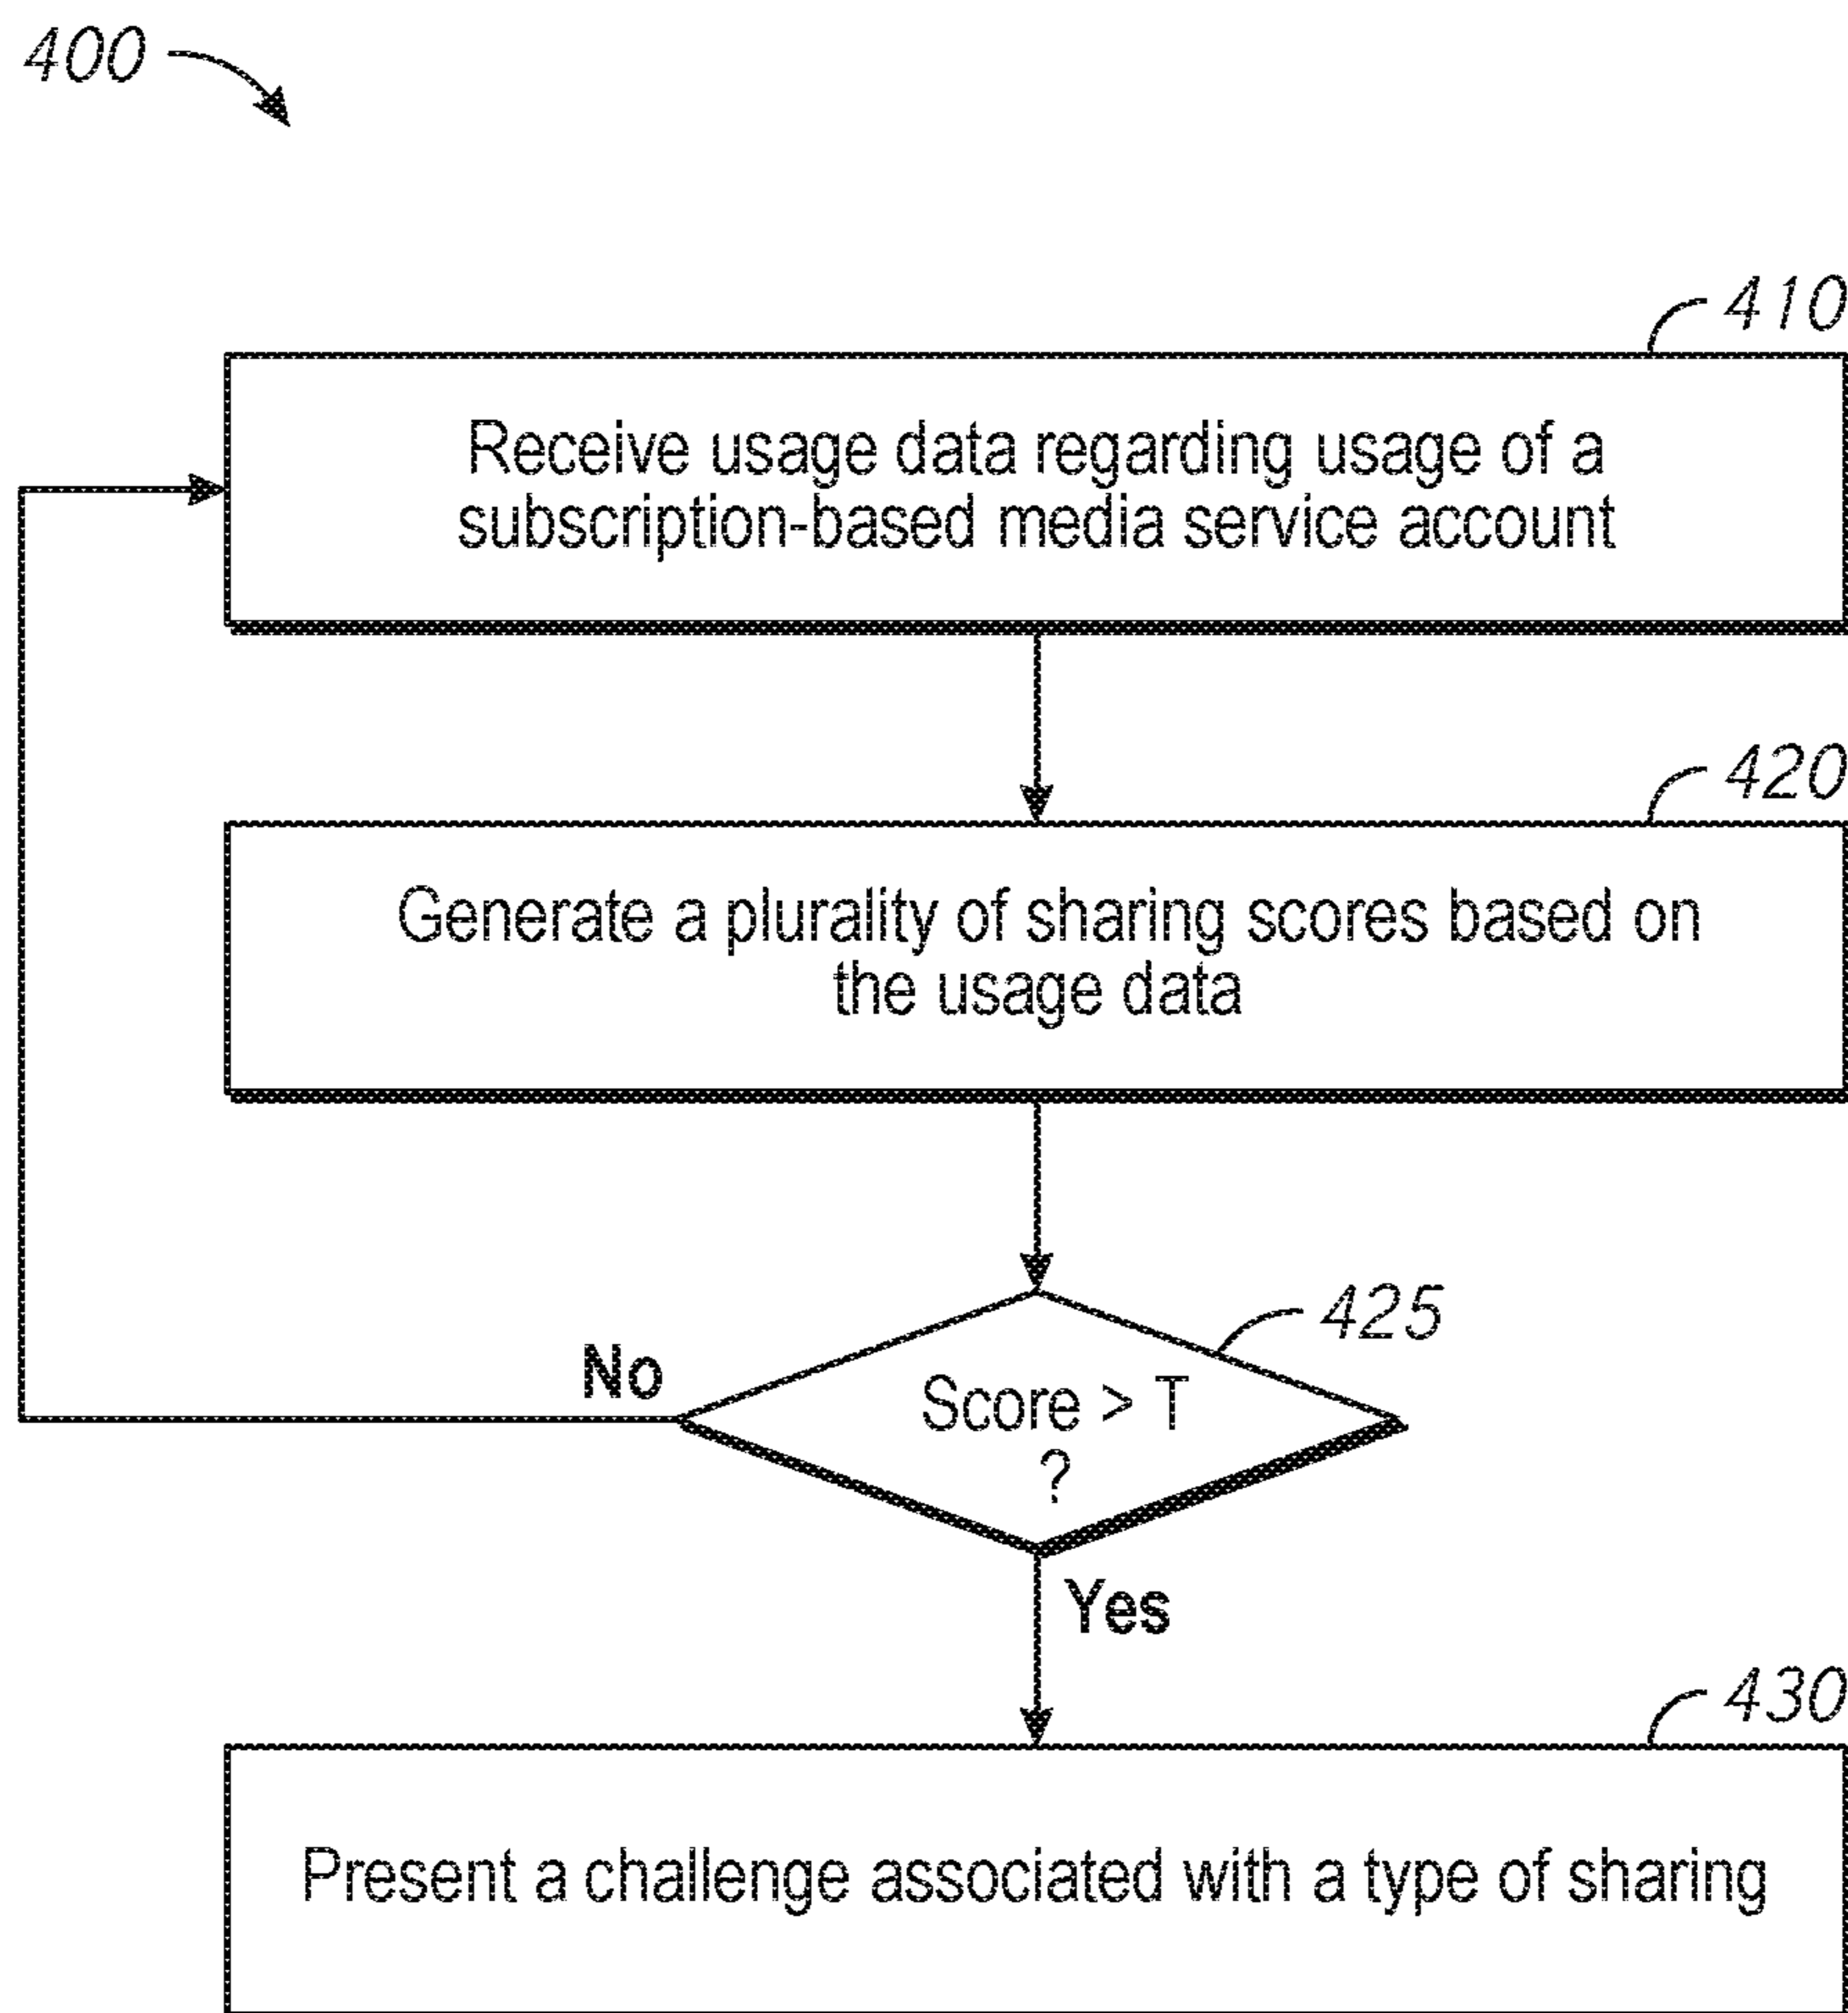 400
410
Receive usage data regarding usage of a
subscription-based media service account
420
Generate a plurality of sharing scores based on
the usage data
425
No
Score > T
?
Yes
430
Present a challenge associated with a type of sharing